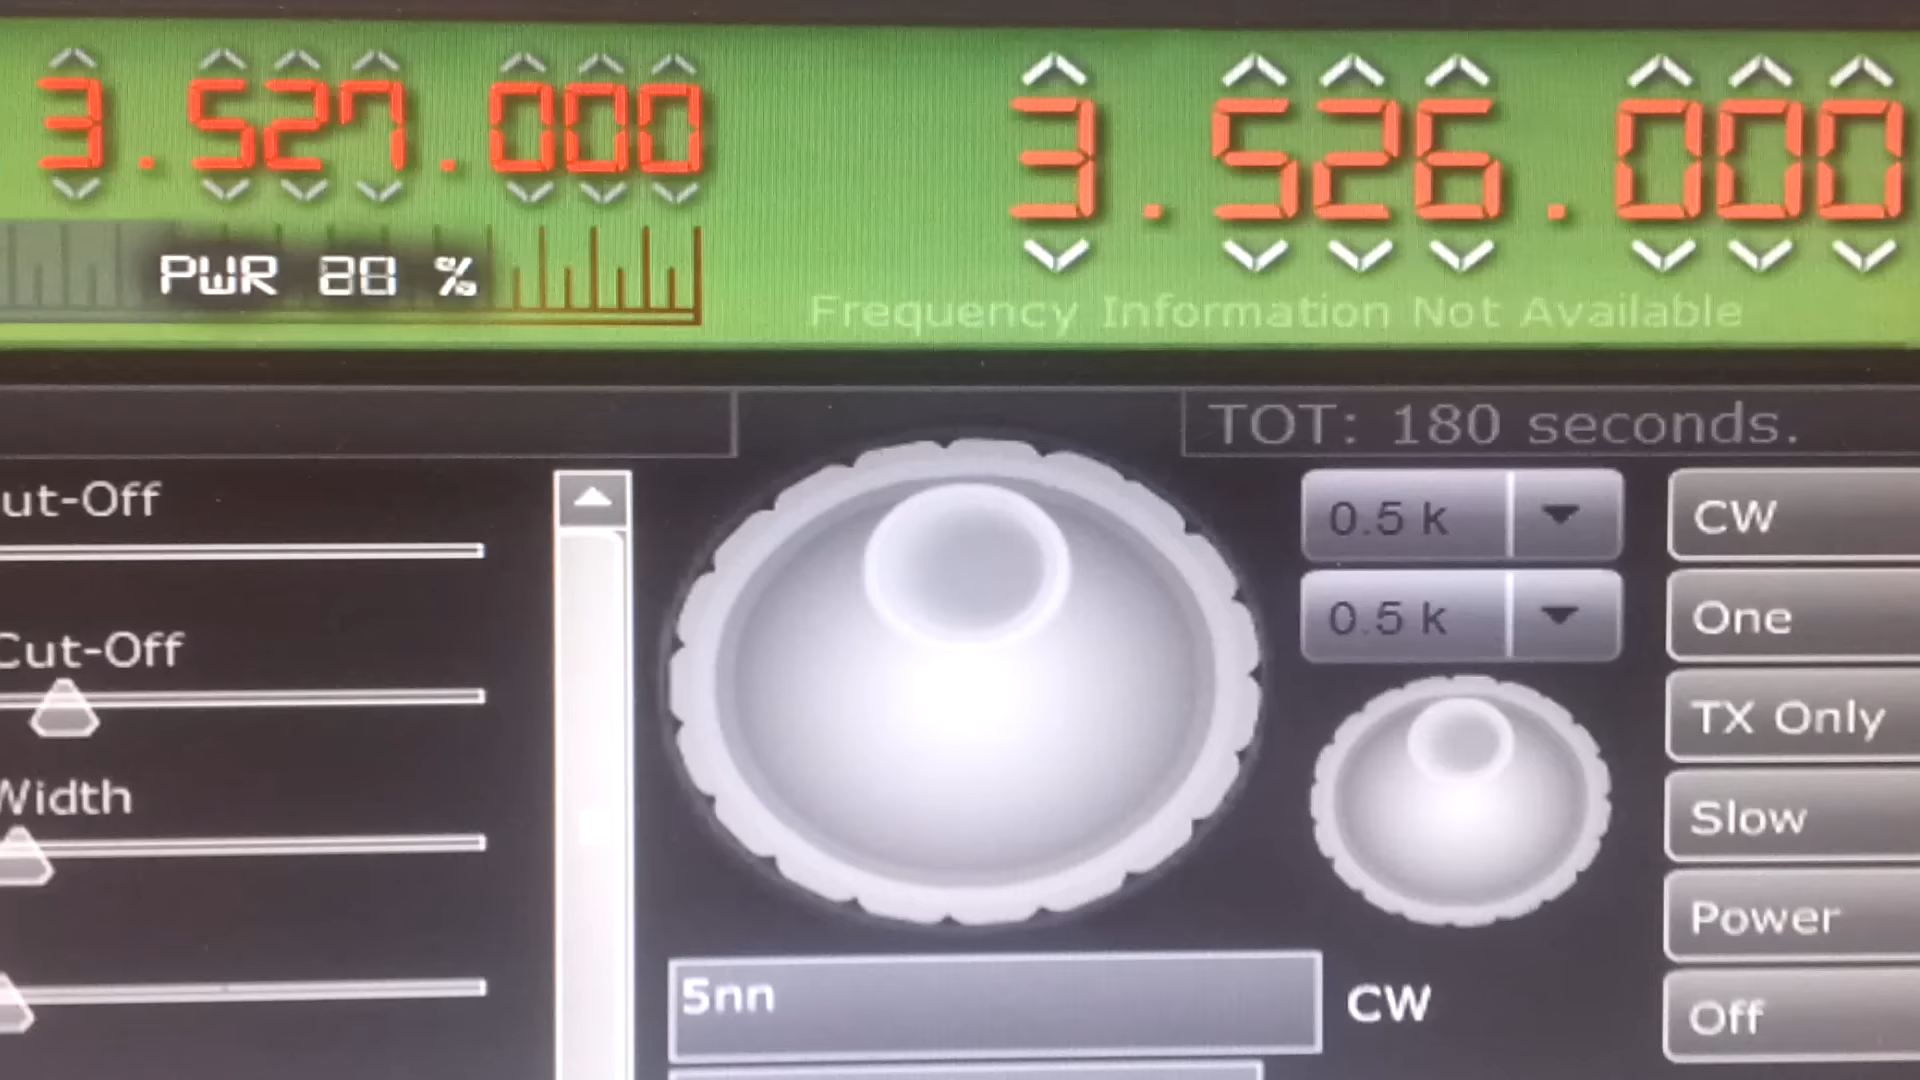 3.527.000
3.526.000
PWR 20 %
Frequency Information Not Available
TOT: 180 seconds.
ut-Off
0.5 k
CW
Cut-Off
0.5 k
One
TX Only
Width
Slow
Power
5nn
CW
Off